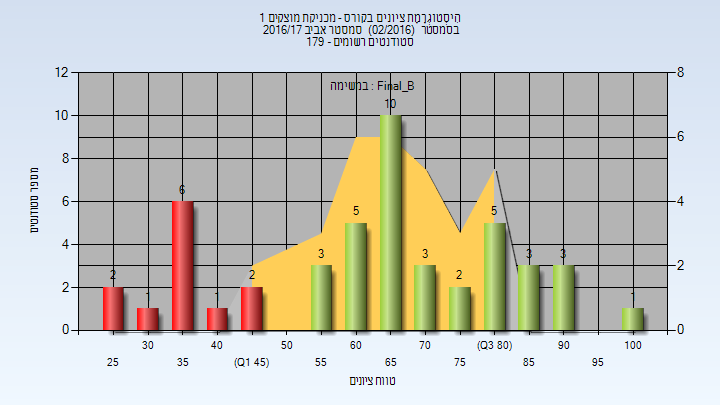 היסטוגרמת ציונים בקורס - מכניקת מוצקים 1
בסמסטר (02/2016) סמסטר אביב 2016/17
סטודנטים רשומים - 179
במשימה : Final_B
12 10 8 6 4 2 0
8 6 4 2 0
מספר סטודנטים
2 1 6 1 2 3 5 10 3 2 5 3 3 1
30 40 50 60 70 (Q3 80) 90 100
25 35 (Q1 45) 55 65 75 85 95
טווח ציונים